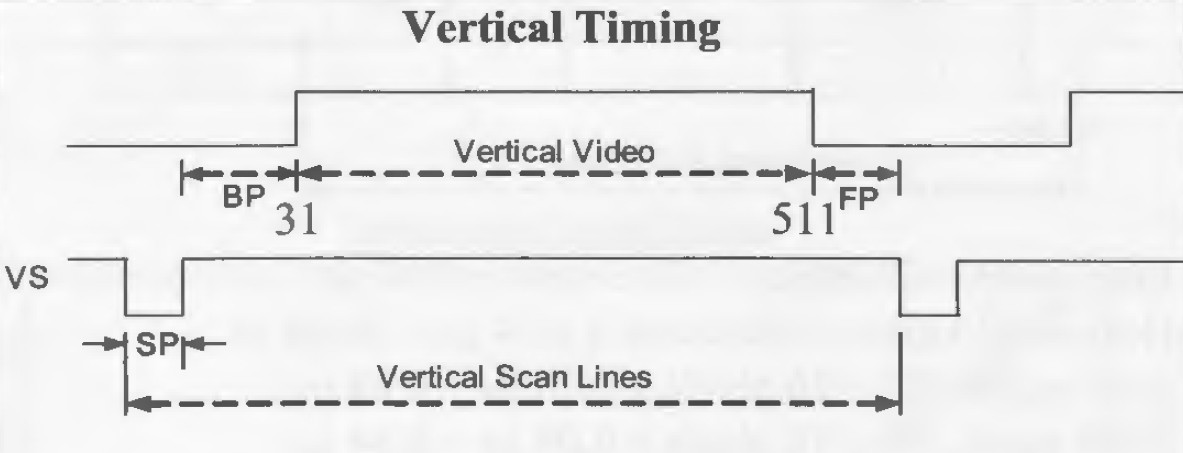 Vertical Timing
Vertical Video
BP
FP
31
511
VS
SP
Vertical Scan Lines